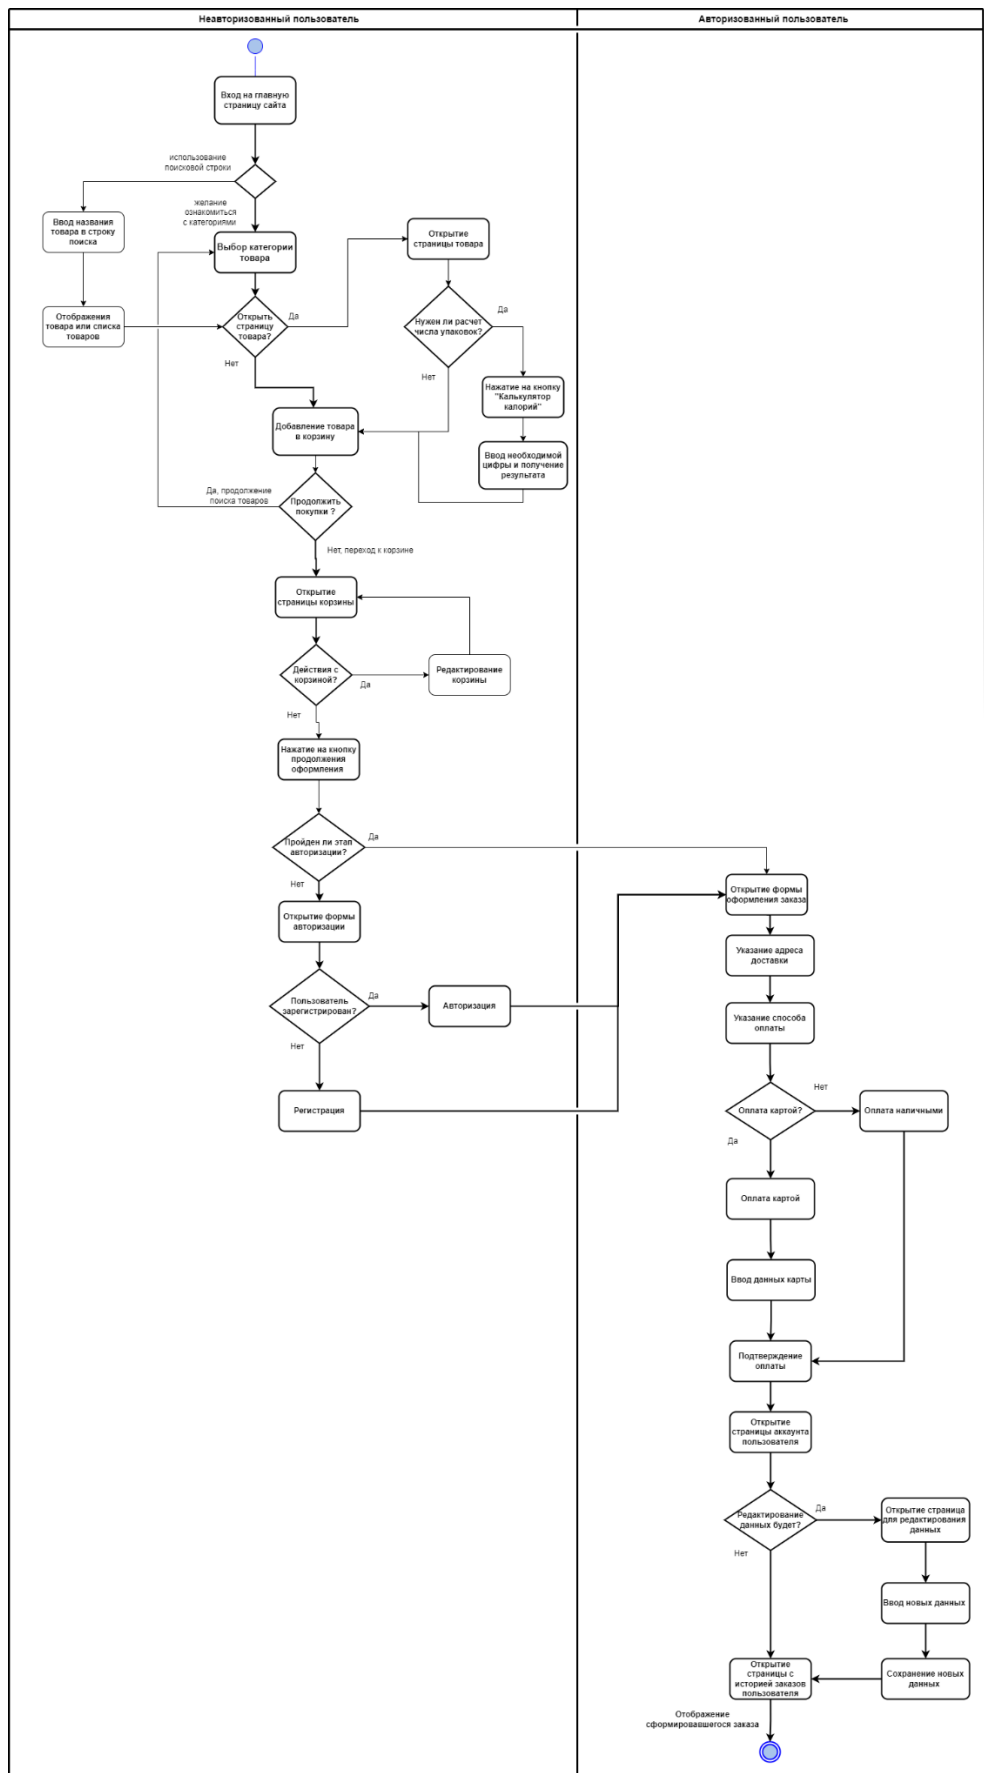 Неавторизованный пользователь
Авторизованный пользователь
Вход на главную
страницу сайта
использование
поисковой строки
желание
ознакомиться
с категориями
Ввод названия
товара в строку
поиска
Выбор категории
товара
Открытие
страницы товара
Отображения
товара или списка
товаров
Открыть
страницу
товара?
Да
Нет
Нужен ли расчет
числа упаковок?
Да
Нет
Нажатие на кнопку
"Калькулятор
калорий"
Добавление товара
в корзину
Ввод необходимой
цифры и получение
результата
Да, продолжение
поиска товаров
Продолжить
покупки ?
Нет, переход к корзине
Открытие
страницы корзины
Действия с
корзиной?
Да
Редактирование
корзины
Нет
Нажатие на кнопку
продолжения
оформления
Пройден ли этап
авторизации?
Да
Нет
Открытие формы
оформления заказа
Открытие формы
авторизации
Указание адреса
доставки
Пользователь
зарегистрирован?
Да
Авторизация
Указание способа
оплаты
Нет
Регистрация
Оплата картой?
Нет
Оплата наличными
Да
Оплата картой
Ввод данных карты
Подтверждение
оплаты
Открытие
страницы аккаунта
пользователя
Редактирование
данных будет?
Да
Открытие страница
для редактирования
данных
Нет
Ввод новых данных
Открытие
страницы с
историей заказов
пользователя
Сохранение новых
данных
Отображение
сформировавшегося заказа